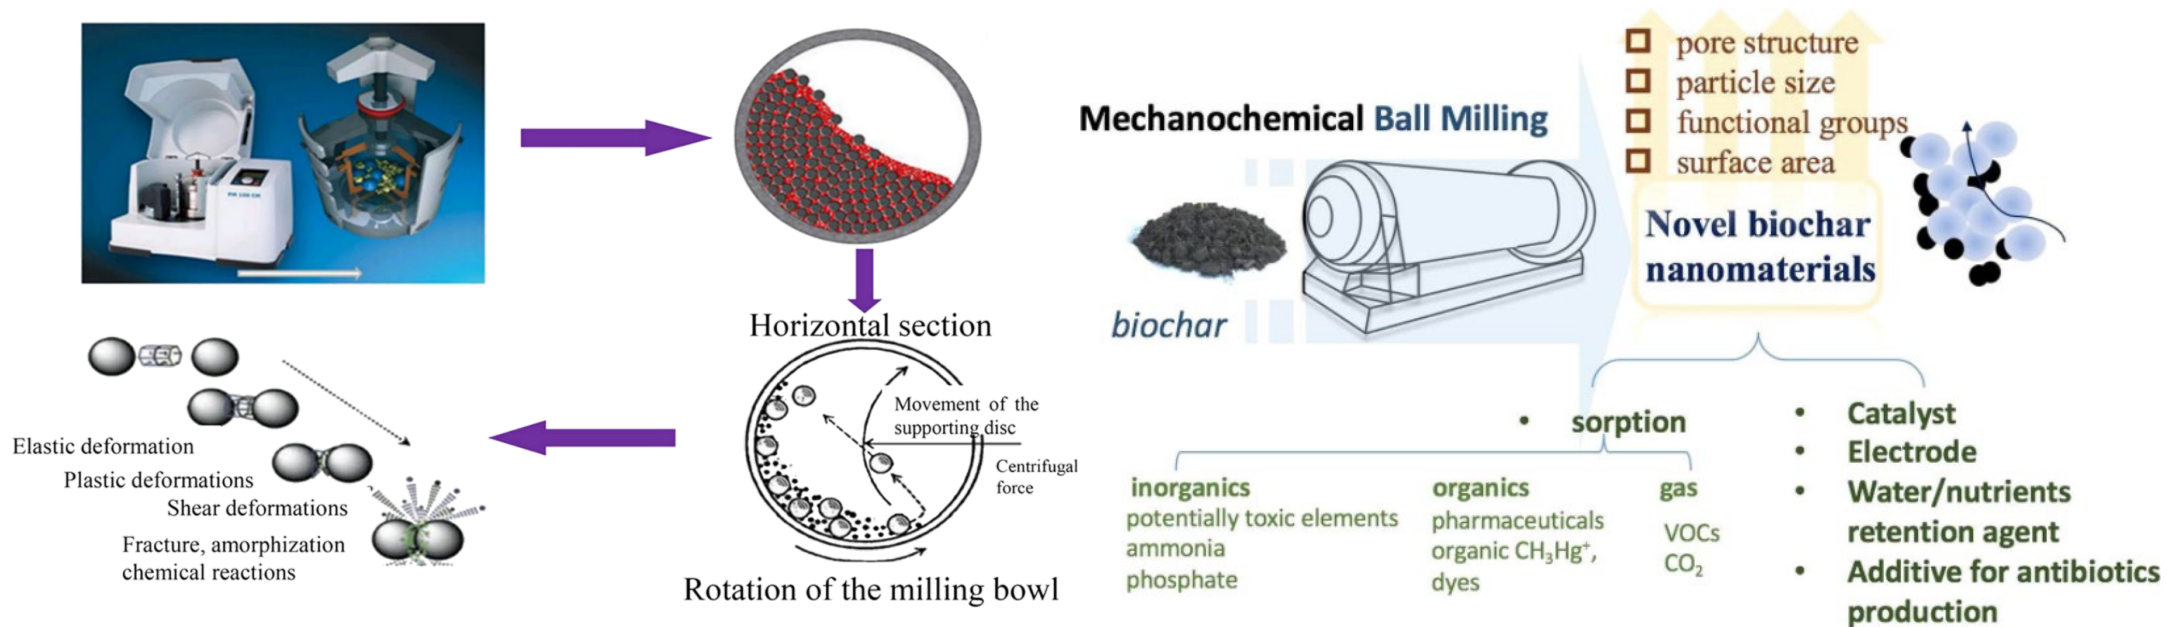 PM 100 CM
Horizontal section
Movement of the
supporting disc
Centrifugal
force
Rotation of the milling bowl
Elastic deformation
Plastic deformations
Shear deformations
Fracture, amorphization
chemical reactions
Mechanochemical Ball Milling
biochar
pore structure
particle size
functional groups
surface area
Novel biochar
nanomaterials
• sorption
inorganics
potentially toxic elements
ammonia
phosphate
organics
pharmaceuticals
organic CH₃Hg⁺,
dyes
gas
VOCs
CO₂
• Catalyst
• Electrode
• Water/nutrients
retention agent
• Additive for antibiotics
production